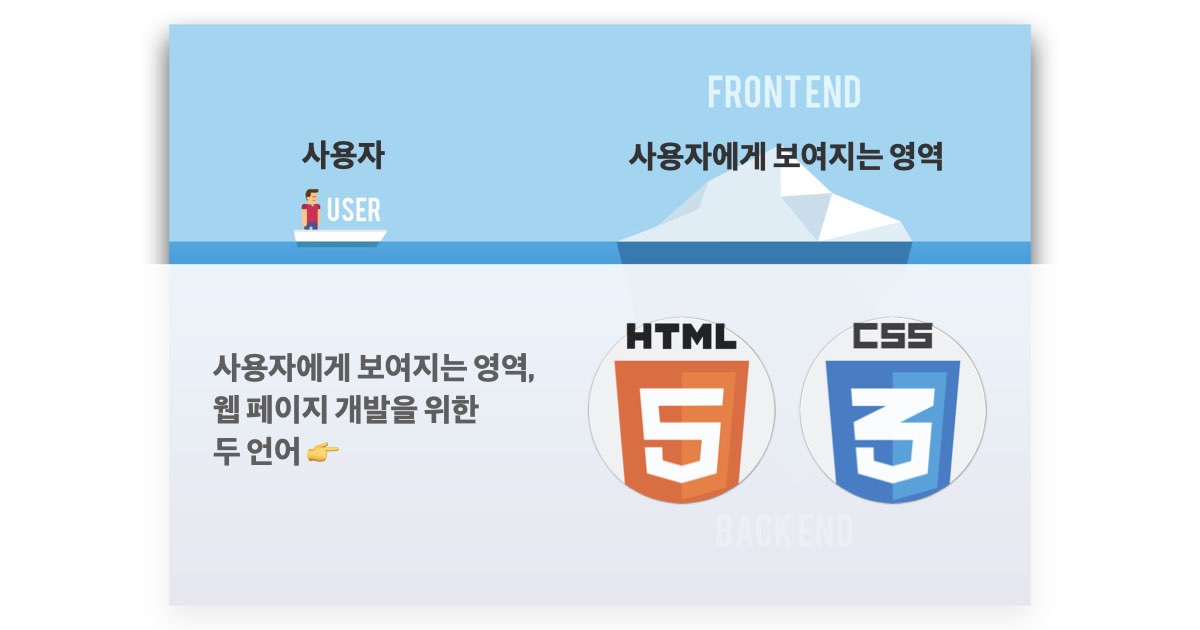 FRONT END
사용자
사용자에게 보여지는 영역
USER
사용자에게 보여지는 영역,
웹 페이지 개발을 위한
두 언어 👉
HTML
5
CSS
3
BACK END